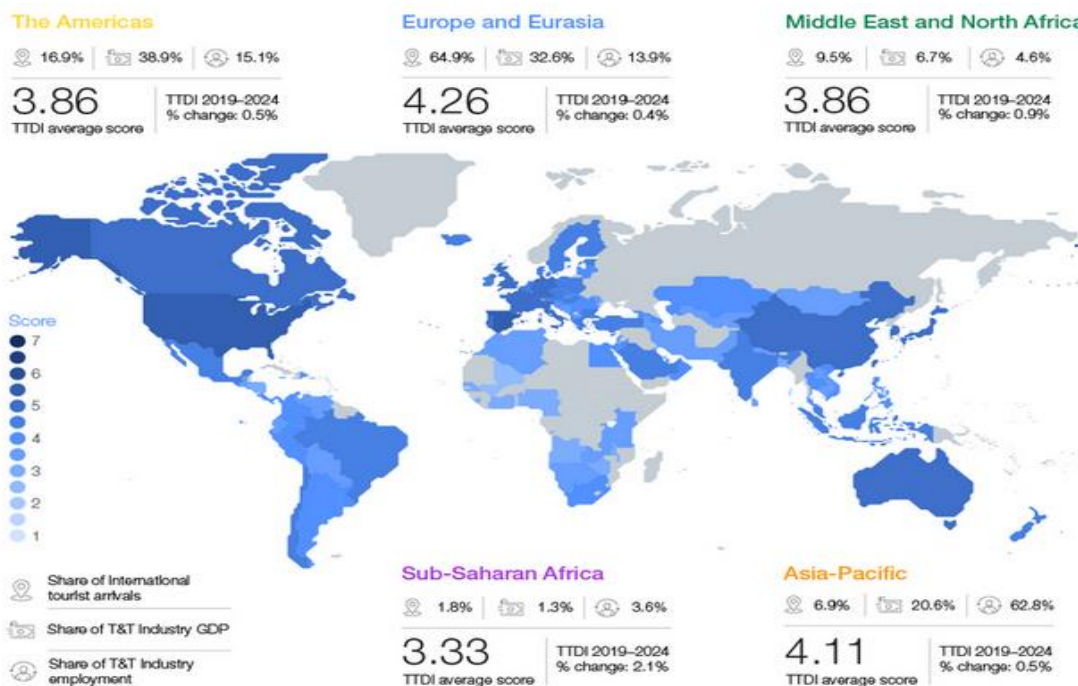 The Americas
16.9% 38.9% 15.1%
3.86
TTDI average score
TTDI 2019–2024
% change: 0.5%
Europe and Eurasia
64.9% 32.6% 13.9%
4.26
TTDI average score
TTDI 2019–2024
% change: 0.4%
Middle East and North Africa
9.5% 6.7% 4.6%
3.86
TTDI average score
TTDI 2019–2024
% change: 0.9%
Score
7
6
5
4
3
2
1
Share of International
tourist arrivals
Share of T&T Industry GDP
Share of T&T Industry
employment
Sub-Saharan Africa
1.8% 1.3% 3.6%
3.33
TTDI average score
TTDI 2019–2024
% change: 2.1%
Asia-Pacific
6.9% 20.6% 62.8%
4.11
TTDI average score
TTDI 2019–2024
% change: 0.5%